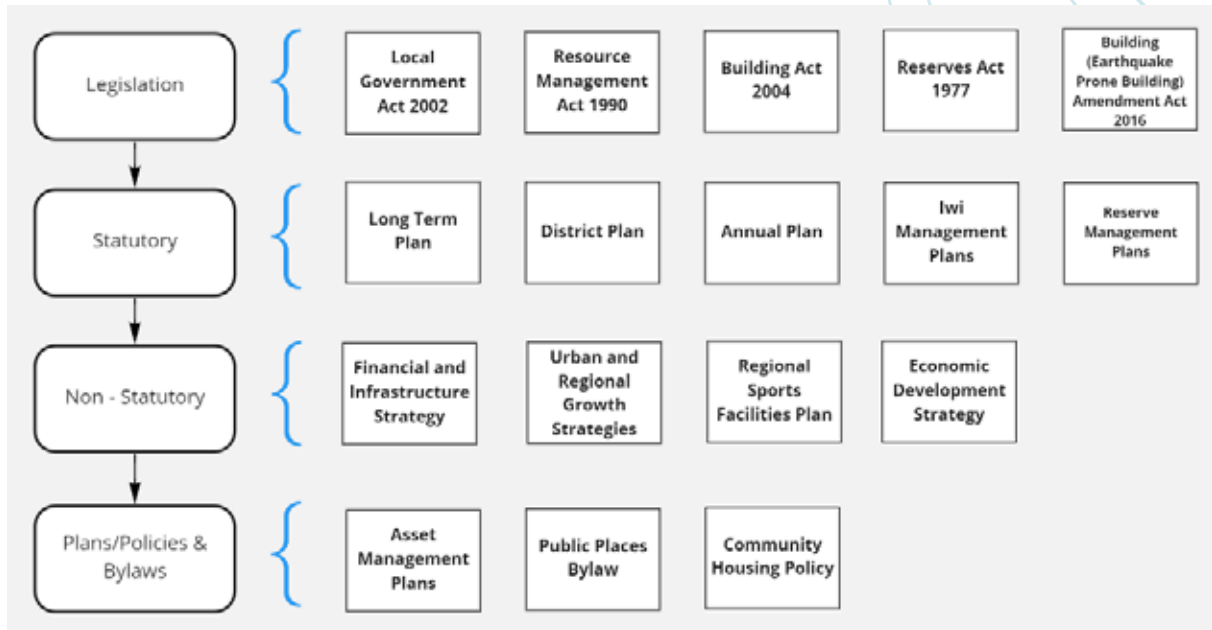 Legislation
Local
Government
Act 2002
Resource
Management
Act 1990
Building Act
2004
Reserves Act
1977
Building
(Earthquake
Prone Building)
Amendment Act
2016
Statutory
Long Term
Plan
District Plan
Annual Plan
Iwi
Management
Plans
Reserve
Management
Plans
Non - Statutory
Financial and
Infrastructure
Strategy
Urban and
Regional
Growth
Strategies
Regional
Sports
Facilities Plan
Economic
Development
Strategy
Plans/Policies &
Bylaws
Asset
Management
Plans
Public Places
Bylaw
Community
Housing Policy